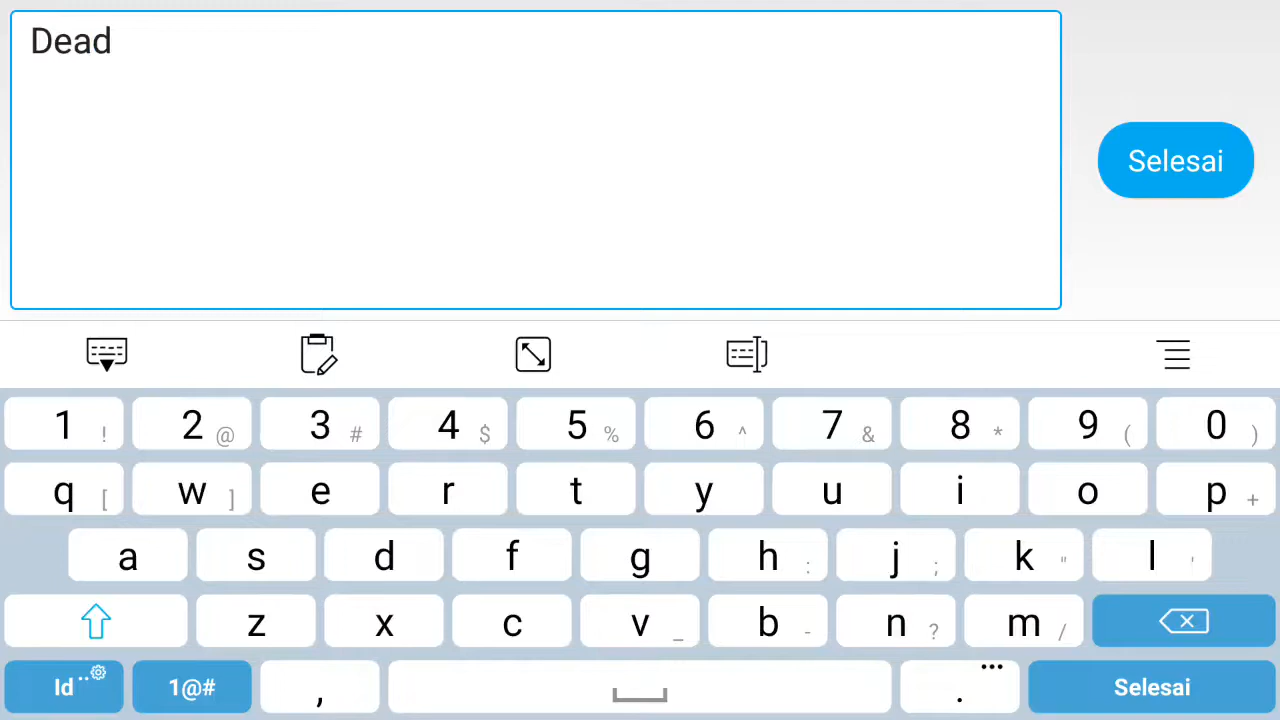 Dead
Selesai
1 ! 2 @ 3 # 4 $ 5 % 6 ^ 7 & 8 * 9 ( 0 )
q [ w ] e r t y u i o p +
a s d f g h : j ; k " l '
z x c v _ b - n ? m /
Id 1@# , . ... Selesai